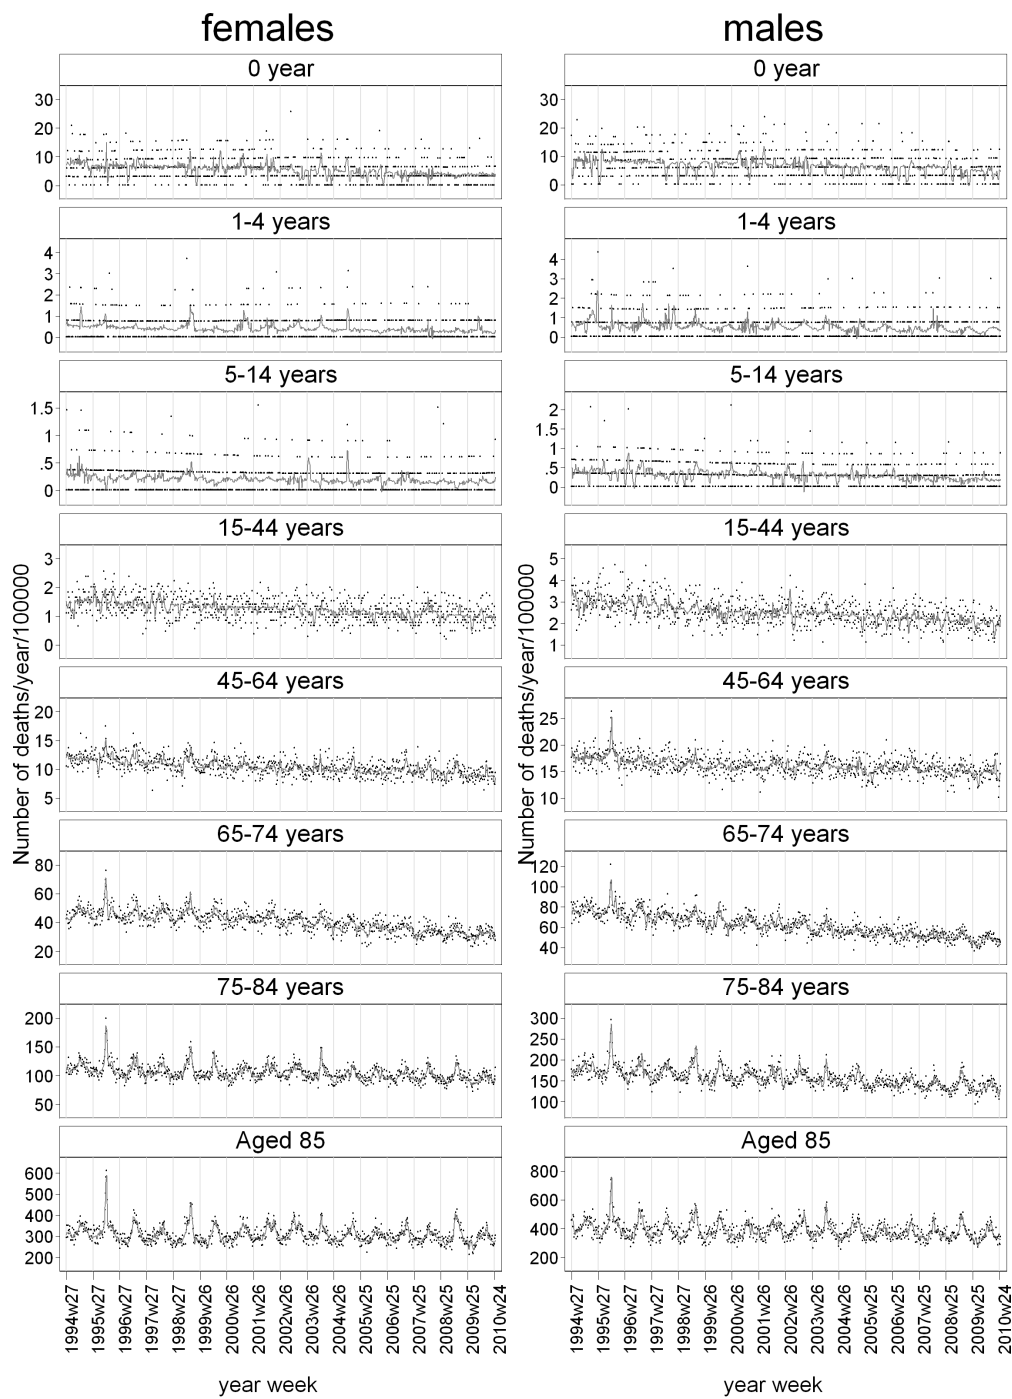 females
0 year
30
20
10
0
1-4 years
4
3
2
1
0
5-14 years
1.5
1
.5
0
15-44 years
3
2
1
0
45-64 years
20
15
10
5
65-74 years
80
60
40
20
75-84 years
200
150
100
50
Aged 85
600
500
400
300
200
Number of deaths/year/100000
1994w27
1995w27
1996w27
1997w27
1998w27
1999w26
2000w26
2001w26
2002w26
2003w26
2004w26
2005w25
2006w25
2007w25
2008w25
2009w25
2010w24
year week
males
0 year
30
20
10
0
1-4 years
4
3
2
1
0
5-14 years
2
1.5
1
.5
0
15-44 years
5
4
3
2
1
45-64 years
25
20
15
10
65-74 years
120
100
80
60
40
75-84 years
300
250
200
150
100
Aged 85
800
600
400
200
Number of deaths/year/100000
1994w27
1995w27
1996w27
1997w27
1998w27
1999w26
2000w26
2001w26
2002w26
2003w26
2004w26
2005w25
2006w25
2007w25
2008w25
2009w25
2010w24
year week